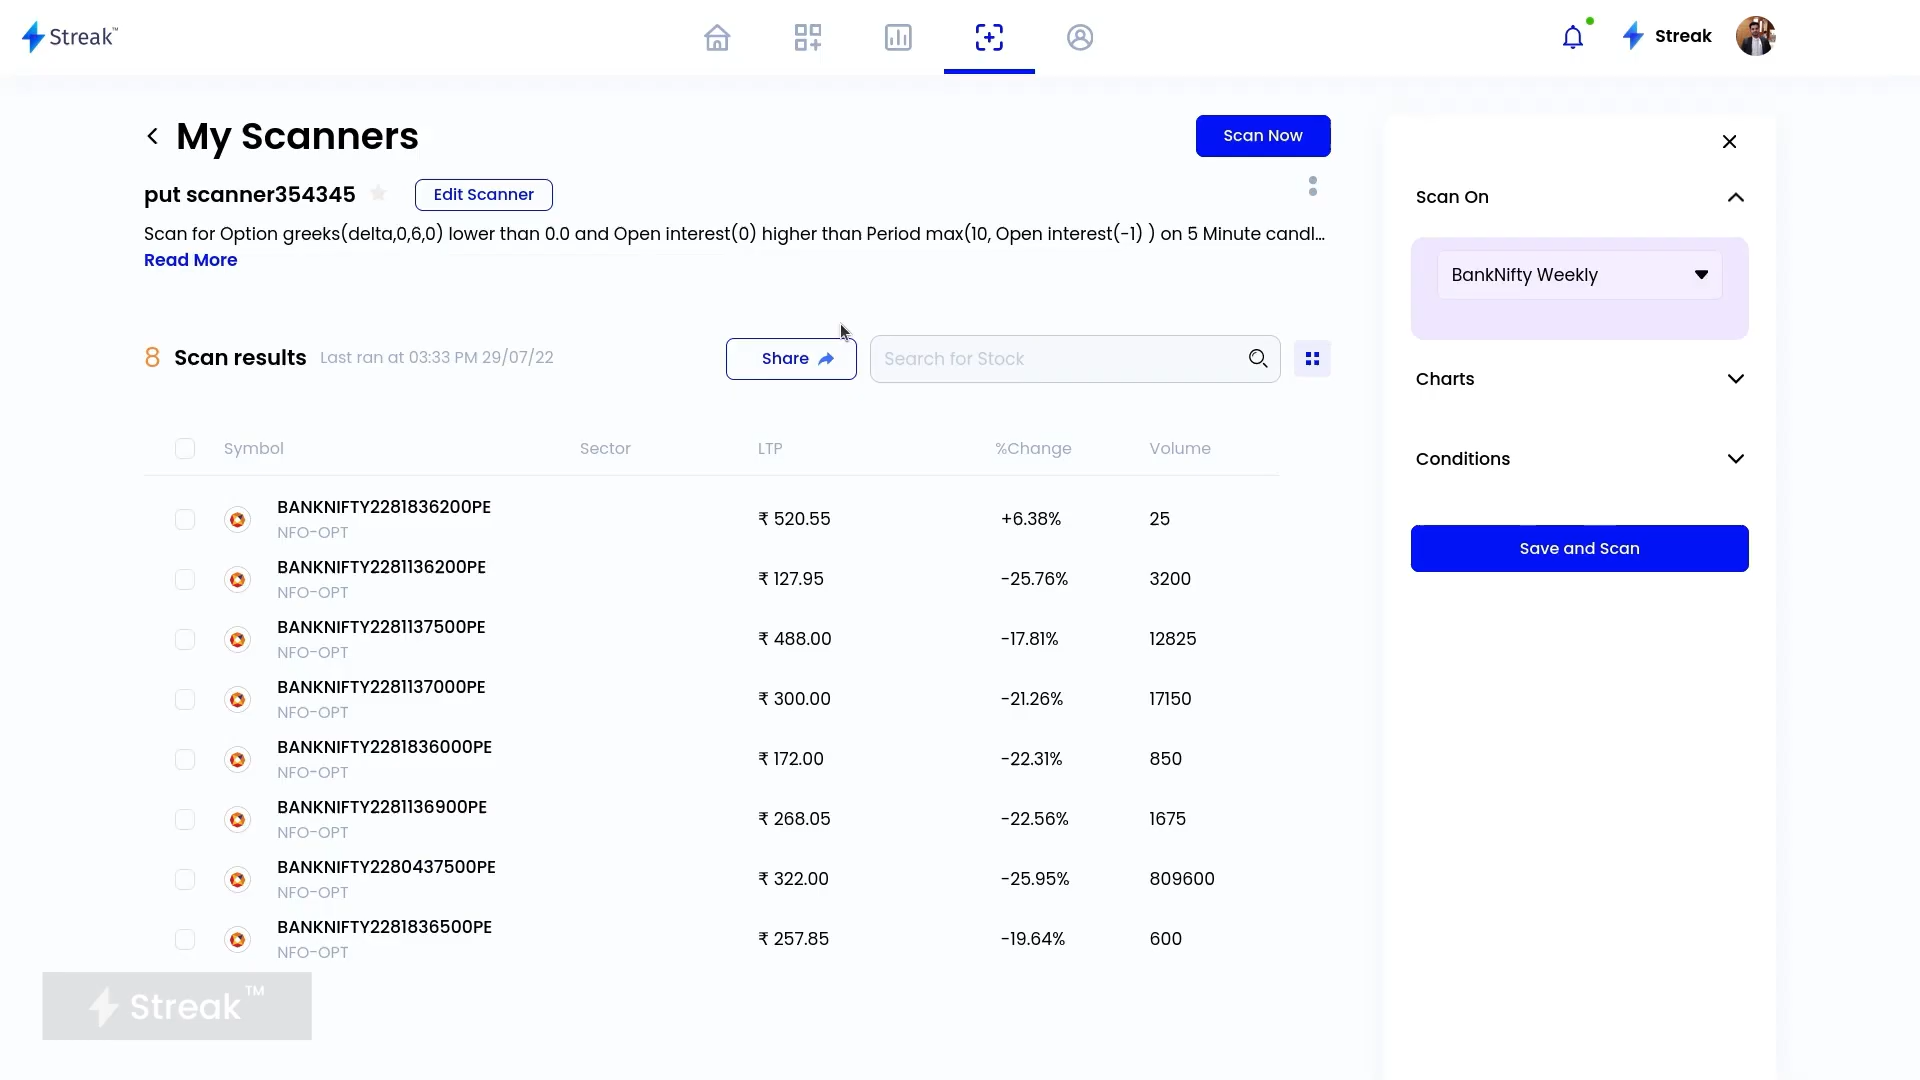 Streak™
Streak
My Scanners
Scan Now
put scanner354345
Edit Scanner
Scan for Option greeks(delta,0,6,0) lower than 0.0 and Open interest(0) higher than Period max(10, Open interest(-1) ) on 5 Minute candl...
Read More
8 Scan results Last ran at 03:33 PM 29/07/22
Share
Search for Stock
Symbol Sector LTP %Change Volume
BANKNIFTY2281836200PE
NFO-OPT
₹ 520.55 +6.38% 25
BANKNIFTY2281136200PE
NFO-OPT
₹ 127.95 -25.76% 3200
BANKNIFTY2281137500PE
NFO-OPT
₹ 488.00 -17.81% 12825
BANKNIFTY2281137000PE
NFO-OPT
₹ 300.00 -21.26% 17150
BANKNIFTY2281836000PE
NFO-OPT
₹ 172.00 -22.31% 850
BANKNIFTY2281136900PE
NFO-OPT
₹ 268.05 -22.56% 1675
BANKNIFTY2280437500PE
NFO-OPT
₹ 322.00 -25.95% 809600
BANKNIFTY2281836500PE
NFO-OPT
₹ 257.85 -19.64% 600
Scan On
BankNifty Weekly
Charts
Conditions
Save and Scan
Streak™